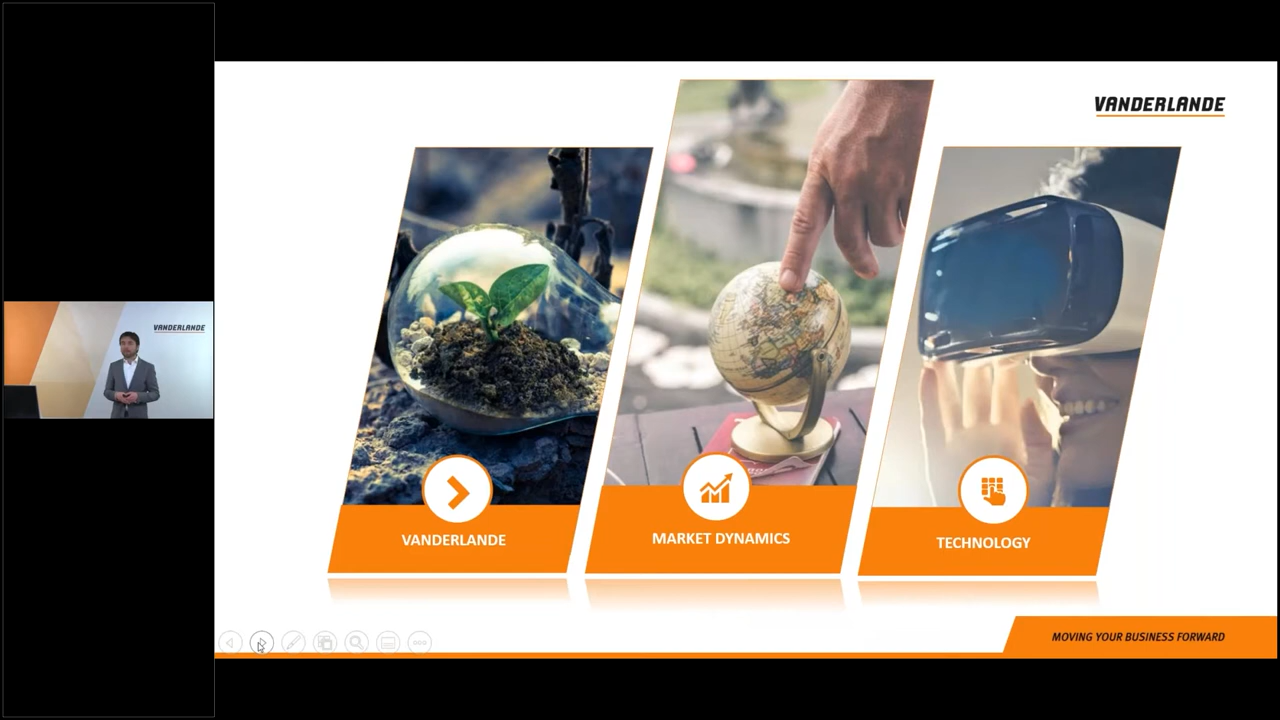 VANDERLANDE
VANDERLANDE
VANDERLANDE
MARKET DYNAMICS
TECHNOLOGY
MOVING YOUR BUSINESS FORWARD